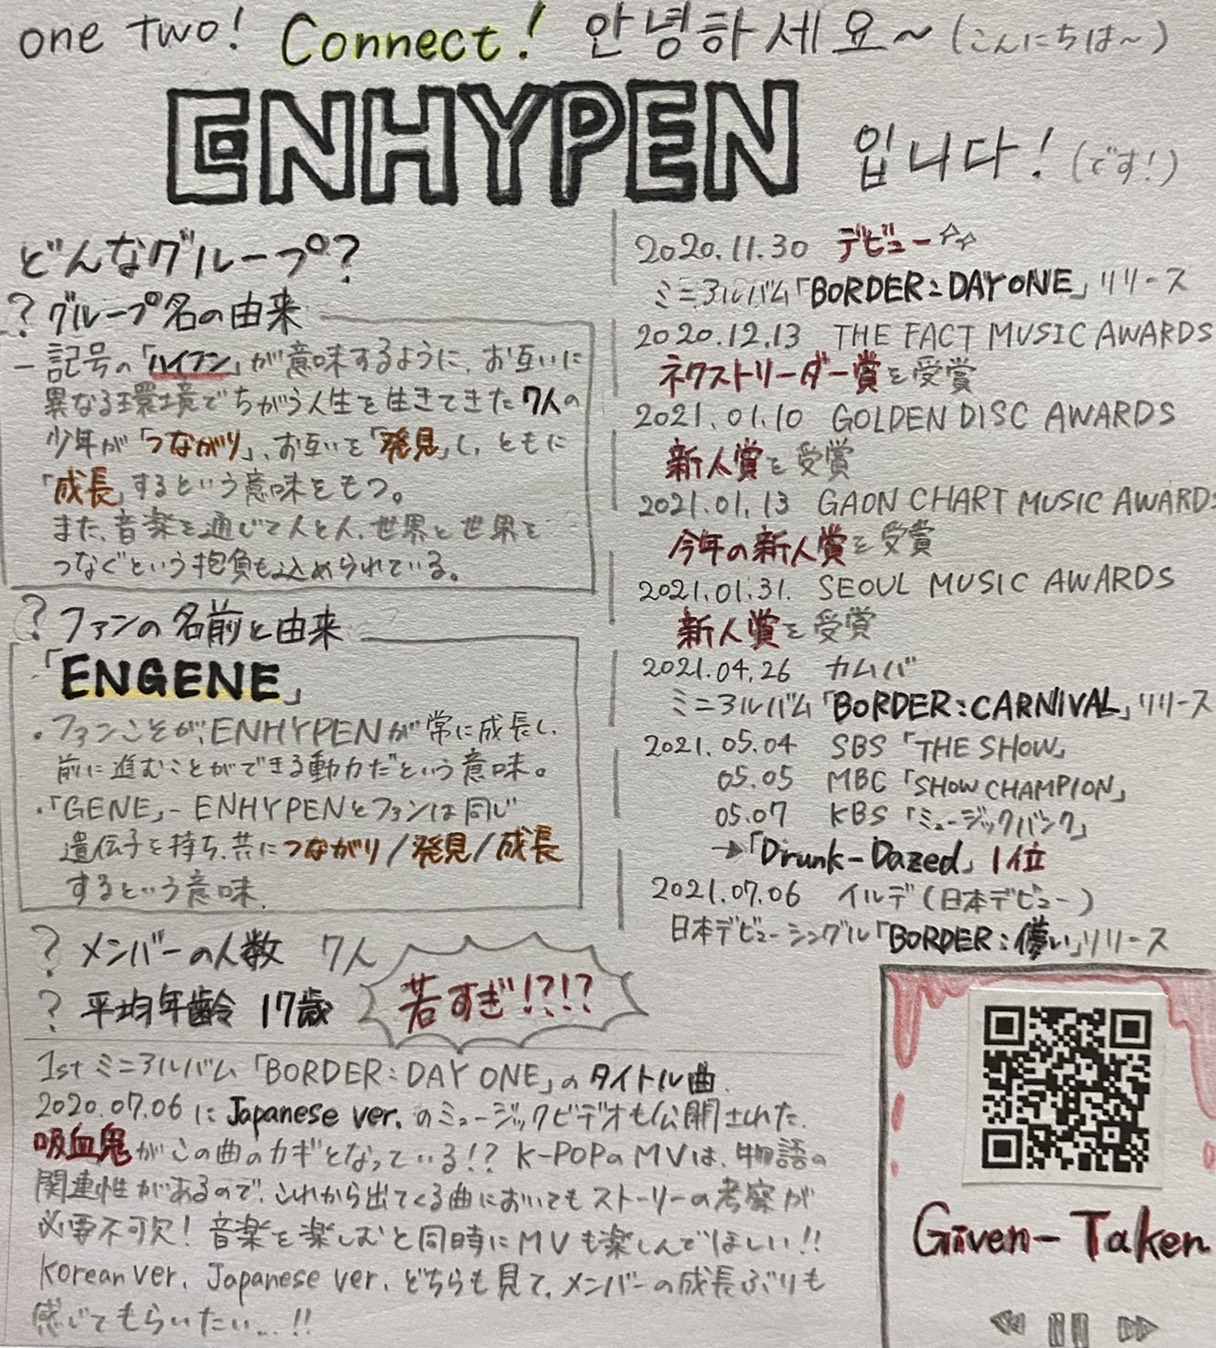 one two! Connect! 안녕하세요~(こんにちは~)
ENHYPEN 입니다!(です!)
どんなグループ?
? グループ名の由来
- 記号の「ハイフン」が意味するように、お互いに
異なる環境でちがう人生を生きてきた7人の
少年が「つながり」、お互いを「発見」し、ともに
「成長」するという意味をもつ。
また、音楽を通じて人と人、世界と世界を
つなぐという抱負も込められている。
? ファンの名前と由来
「ENGENE」
・ファンこそが、ENHYPENが常に成長し、
前に進むことができる動力だという意味。
・「GENE」- ENHYPENとファンは同じ
遺伝子を持ち、共につながり/発見/成長
するという意味.
? メンバーの人数 7人
? 平均年齢 17歳
若すぎ!?!?
2020.11.30 デビュー
ミニアルバム「BORDER:DAY ONE」リリース
2020.12.13 THE FACT MUSIC AWARDS
ネクストリーダー賞を受賞
2021.01.10 GOLDEN DISC AWARDS
新人賞を受賞
2021.01.13 GAON CHART MUSIC AWARDS
今年の新人賞を受賞
2021.01.31. SEOUL MUSIC AWARDS
新人賞を受賞
2021.04.26 カムバ
ミニアルバム「BORDER:CARNIVAL」リリース
2021.05.04 SBS「THE SHOW」
05.05 MBC「SHOW CHAMPION」
05.07 KBS「ミュージックバンク」
→「Drunk-Dazed」1位
2021.07.06 イルデ(日本デビュー)
日本デビューシングル「BORDER:儚い」リリース
1st ミニアルバム「BORDER:DAY ONE」のタイトル曲.
2020.07.06 に Japanese ver. のミュージックビデオも公開された.
吸血鬼がこの曲のカギとなっている!? K-POPのMVは、物語の
関連性があるので、これから出てくる曲においてもストーリーの考察が
必要不可欠! 音楽を楽しむと同時にMVも楽しんでほしい!!
Korean ver. Japanese ver. どちらも見て、メンバーの成長ぶりも
感じてもらいたい...!!
Given-Taken